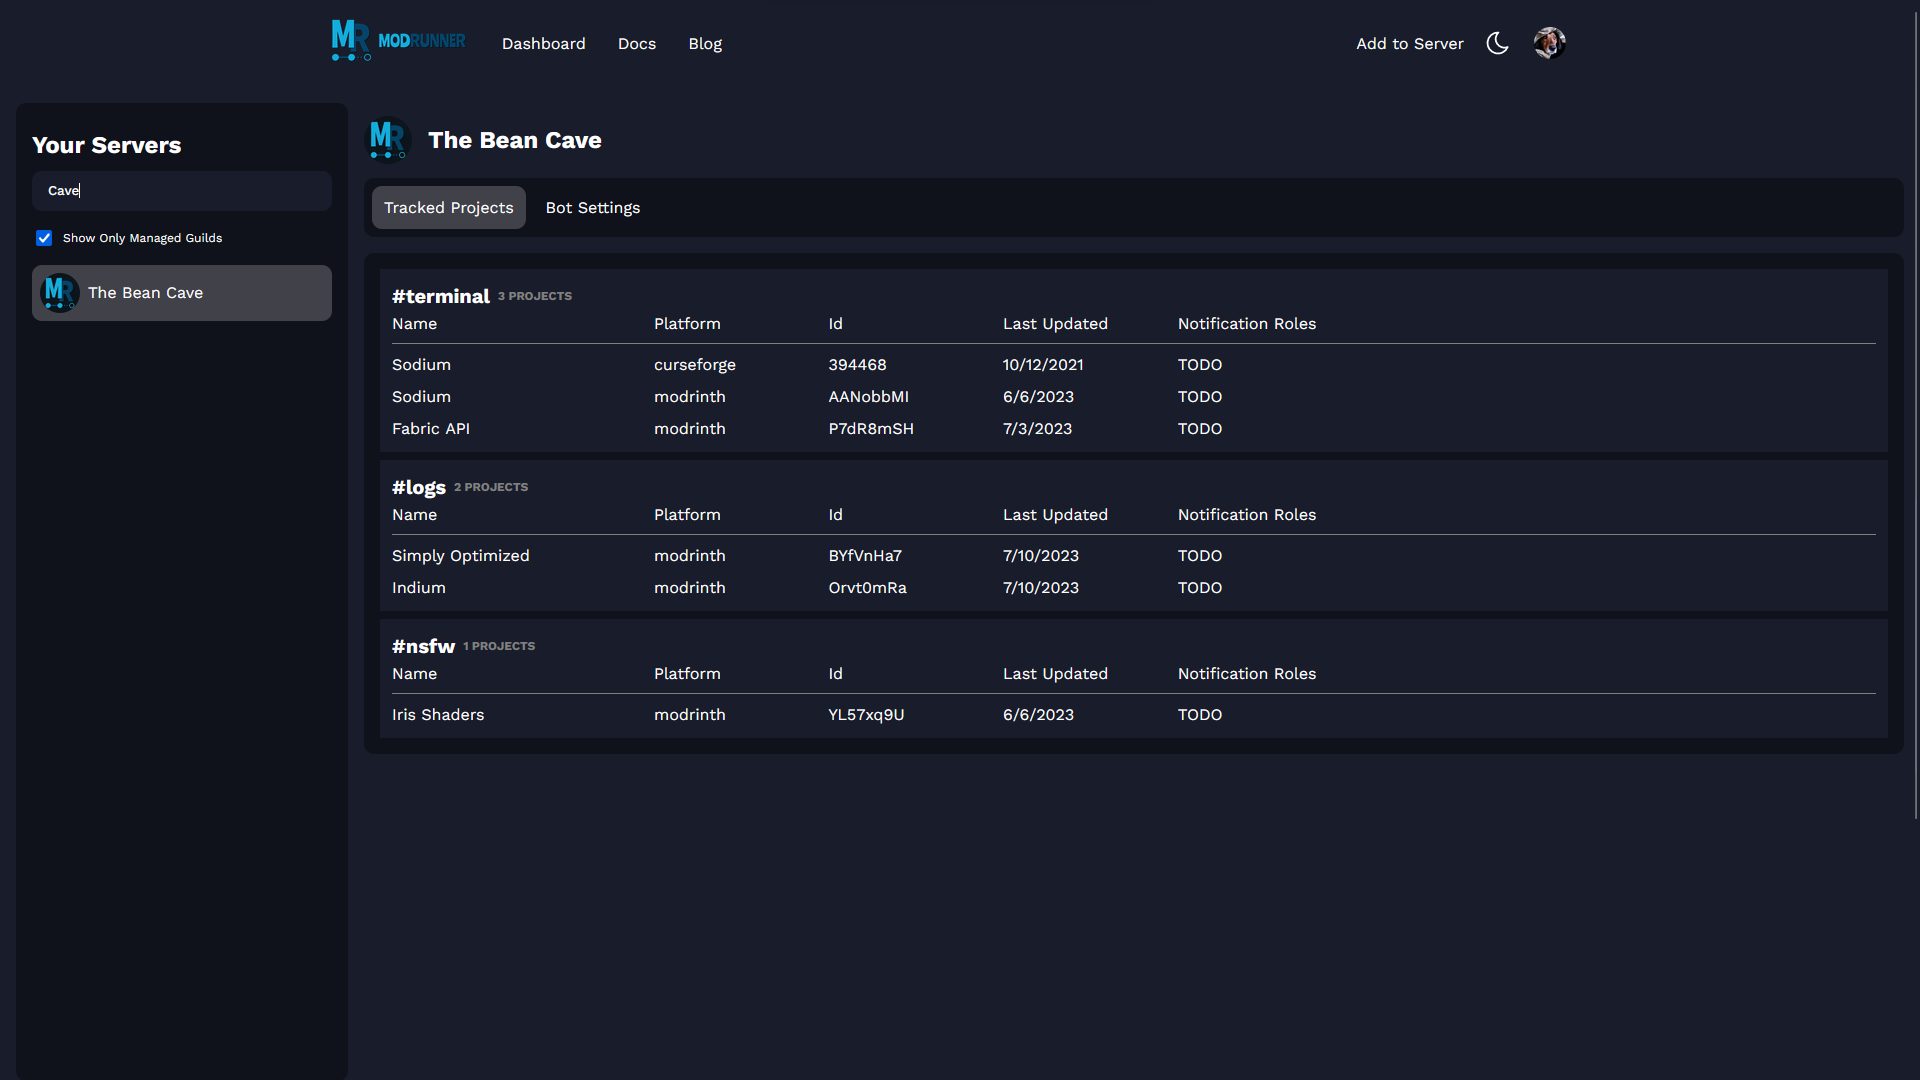 MR MODRUNNER Dashboard Docs Blog Add to Server
Your Servers
Cave
Show Only Managed Guilds
MR The Bean Cave
MR The Bean Cave
Tracked Projects Bot Settings
#terminal 3 PROJECTS
Name Platform Id Last Updated Notification Roles
Sodium curseforge 394468 10/12/2021 TODO
Sodium modrinth AANobbMI 6/6/2023 TODO
Fabric API modrinth P7dR8mSH 7/3/2023 TODO
#logs 2 PROJECTS
Name Platform Id Last Updated Notification Roles
Simply Optimized modrinth BYfVnHa7 7/10/2023 TODO
Indium modrinth Orvt0mRa 7/10/2023 TODO
#nsfw 1 PROJECTS
Name Platform Id Last Updated Notification Roles
Iris Shaders modrinth YL57xq9U 6/6/2023 TODO